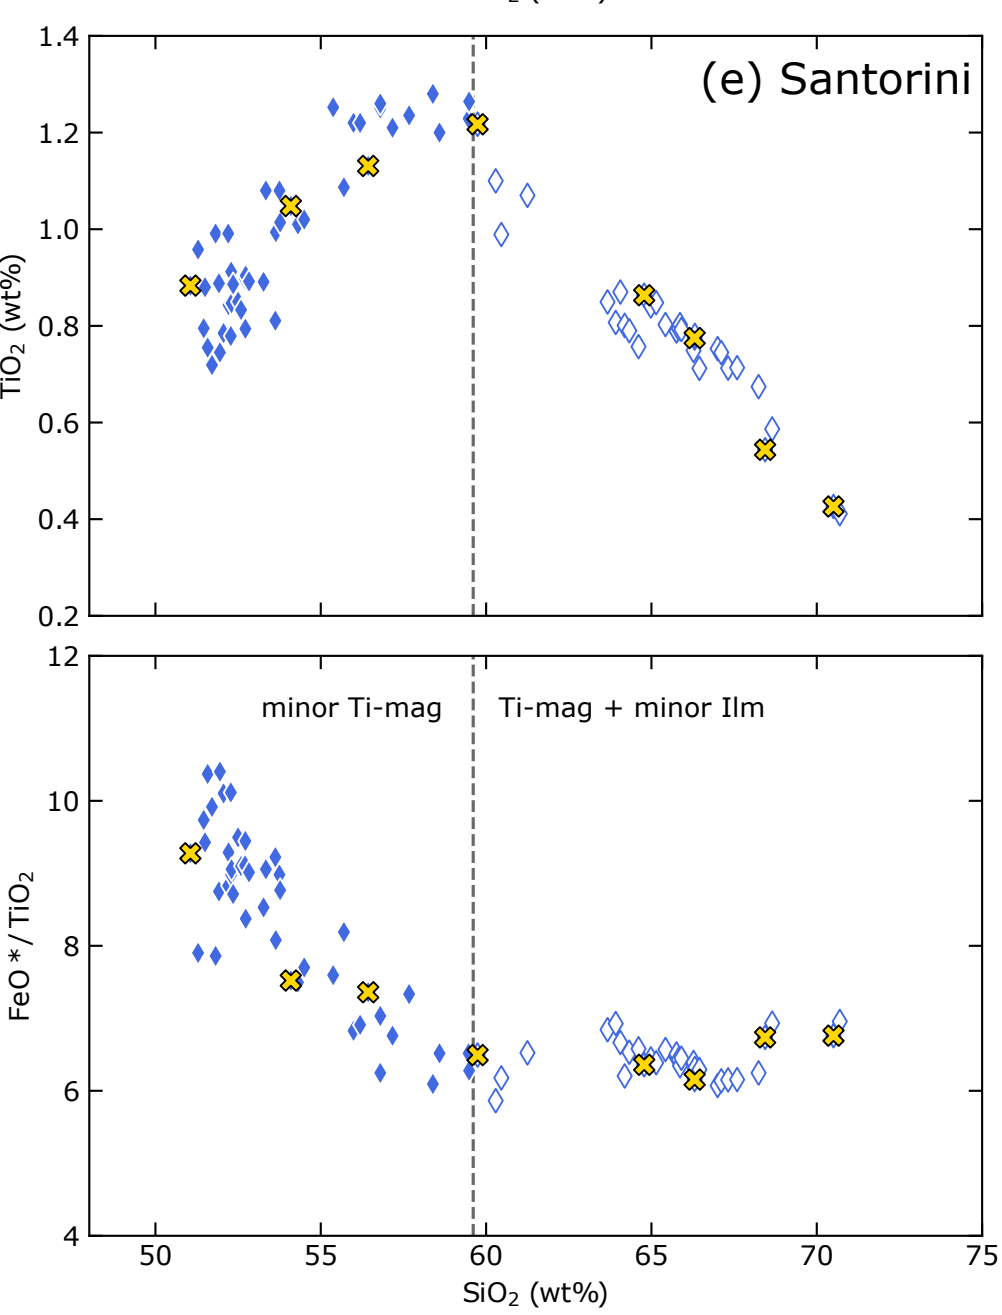 (e) Santorini
1.4
1.2
1.0
0.8
0.6
0.4
0.2
TiO₂ (wt%)
12
10
8
6
4
FeO*/TiO₂
minor Ti-mag
Ti-mag + minor Ilm
50 55 60 65 70 75
SiO₂ (wt%)